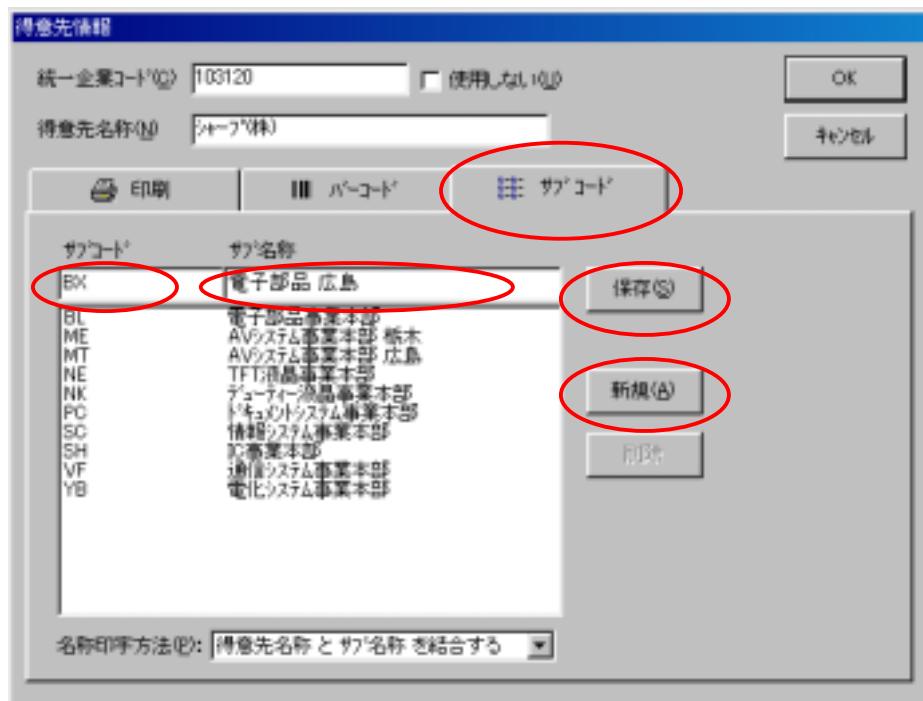 得意先情報
統一企業ｺｰﾄﾞ(C) 103120 使用しない(U) OK
得意先名称(N) ｼｬｰﾌﾟ(株) ｷｬﾝｾﾙ
印刷 ﾊﾞｰｺｰﾄﾞ ｻﾌﾞｺｰﾄﾞ
ｻﾌﾞｺｰﾄﾞ ｻﾌﾞ名称
BX 電子部品 広島 保存(S)
BL 電子部品事業本部
ME AVｼｽﾃﾑ事業本部 栃木
MT AVｼｽﾃﾑ事業本部 広島
NE TFT液晶事業本部
NK ﾃﾞｭｰﾃｨｰ液晶事業本部 新規(A)
PC ﾄﾞｷｭﾒﾝﾄｼｽﾃﾑ事業本部
SC 情報ｼｽﾃﾑ事業本部
SH IC事業本部 削除
VF 通信ｼｽﾃﾑ事業本部
YB 電化ｼｽﾃﾑ事業本部
名称印字方法(P): 得意先名称 と ｻﾌﾞ名称 を結合する